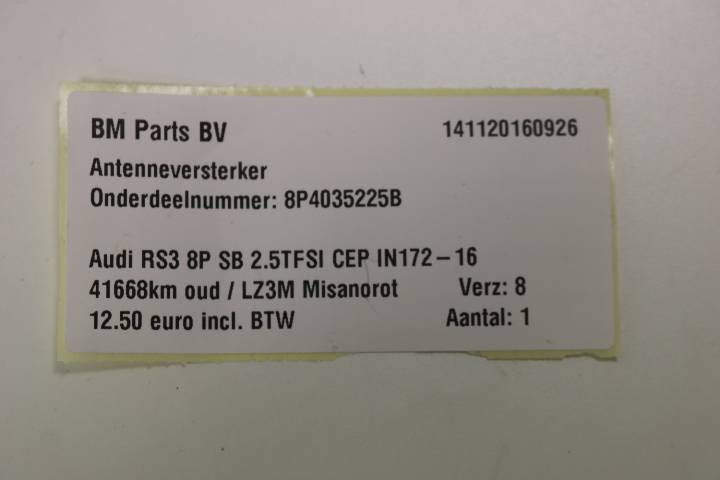 BM Parts BV 141120160926
Antenneversterker
Onderdeelnummer: 8P4035225B
Audi RS3 8P SB 2.5TFSI CEP IN172-16
41668km oud / LZ3M Misanorot Verz: 8
12.50 euro incl. BTW Aantal: 1